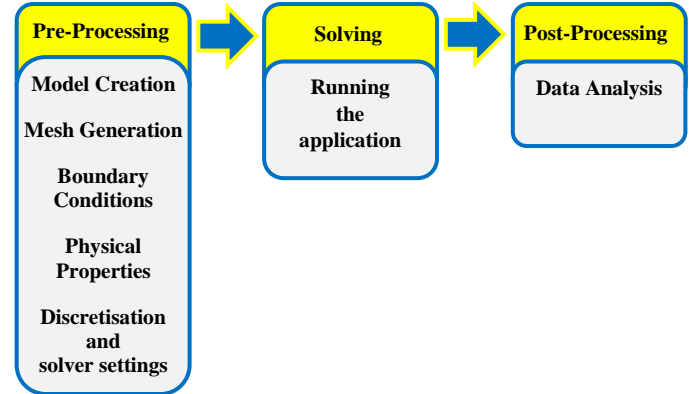 Pre-Processing
Model Creation
Mesh Generation
Boundary
Conditions
Physical
Properties
Discretisation
and
solver settings
Solving
Running
the
application
Post-Processing
Data Analysis